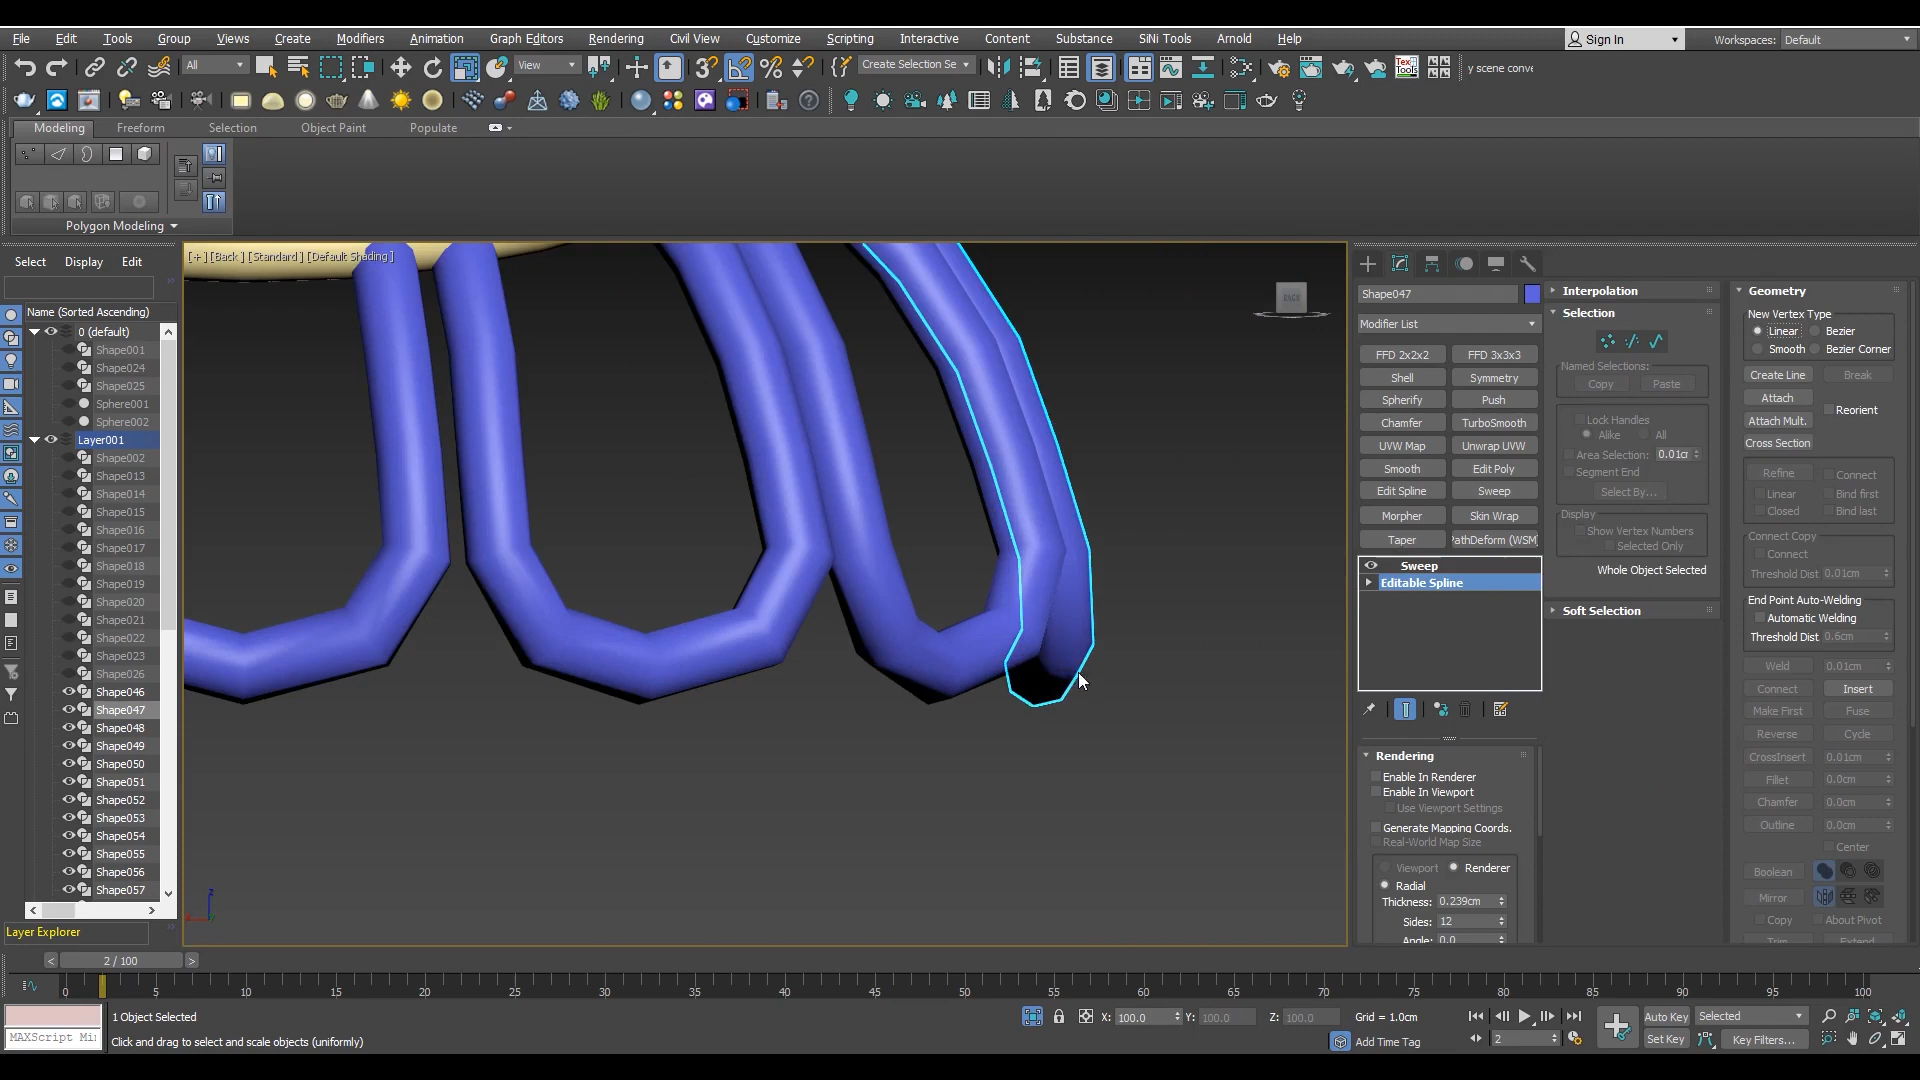 File Edit Tools Group Views Create Modifiers Animation Graph Editors Rendering Civil View Customize Scripting Interactive Content Substance SiNi Tools Arnold Help
Sign In
Workspaces: Default
All
View
Create Selection Se
y scene conve
Modeling Freeform Selection Object Paint Populate
Polygon Modeling
Select Display Edit
Name (Sorted Ascending)
0 (default)
Shape001
Shape024
Shape025
Sphere001
Sphere002
Layer001
Shape002
Shape013
Shape014
Shape015
Shape016
Shape017
Shape018
Shape019
Shape020
Shape021
Shape022
Shape023
Shape026
Shape046
Shape047
Shape048
Shape049
Shape050
Shape051
Shape052
Shape053
Shape054
Shape055
Shape056
Shape057
Layer Explorer
[+] [Back] [Standard] [Default Shading]
BACK
Shape047
Modifier List
FFD 2x2x2 FFD 3x3x3
Shell Symmetry
Spherify Push
Chamfer TurboSmooth
UVW Map Unwrap UVW
Smooth Edit Poly
Edit Spline Sweep
Morpher Skin Wrap
Taper PathDeform (WSM)
Sweep
Editable Spline
Rendering
Enable In Renderer
Enable In Viewport
Use Viewport Settings
Generate Mapping Coords.
Real-World Map Size
Viewport Renderer
Radial
Thickness: 0.239cm
Sides: 12
Angle: 0.0
Interpolation
Selection
Named Selections:
Copy Paste
Lock Handles
Alike All
Area Selection: 0.01cr
Segment End
Select By...
Display
Show Vertex Numbers
Selected Only
Whole Object Selected
Soft Selection
Geometry
New Vertex Type
Linear Bezier
Smooth Bezier Corner
Create Line Break
Attach
Reorient
Attach Mult.
Cross Section
Refine Connect
Linear Bind first
Closed Bind last
Connect Copy
Connect
Threshold Dist 0.01cm
End Point Auto-Welding
Automatic Welding
Threshold Dist 0.6cm
Weld 0.01cm
Connect Insert
Make First Fuse
Reverse Cycle
CrossInsert 0.01cm
Fillet 0.0cm
Chamfer 0.0cm
Outline 0.0cm
Center
Boolean
Mirror
Copy About Pivot
Trim Extend
2 / 100
0 5 10 15 20 25 30 35 40 45 50 55 60 65 70 75 80 85 90 95 100
1 Object Selected
X: 100.0 Y: 100.0 Z: 100.0 Grid = 1.0cm
Auto Key Selected
MAXScript Mi
Click and drag to select and scale objects (uniformly)
Add Time Tag
2
Set Key Key Filters...